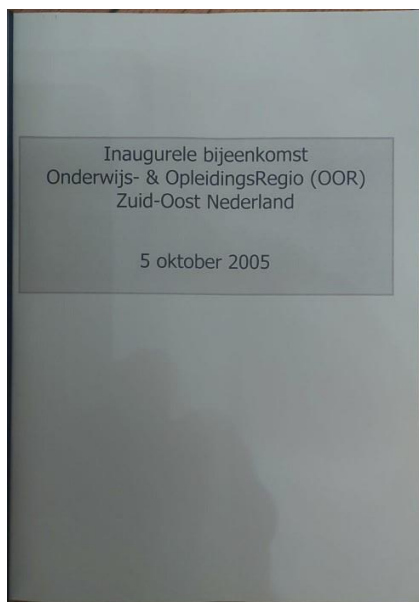 Inaugurele bijeenkomst
Onderwijs- & OpleidingsRegio (OOR)
Zuid-Oost Nederland
5 oktober 2005